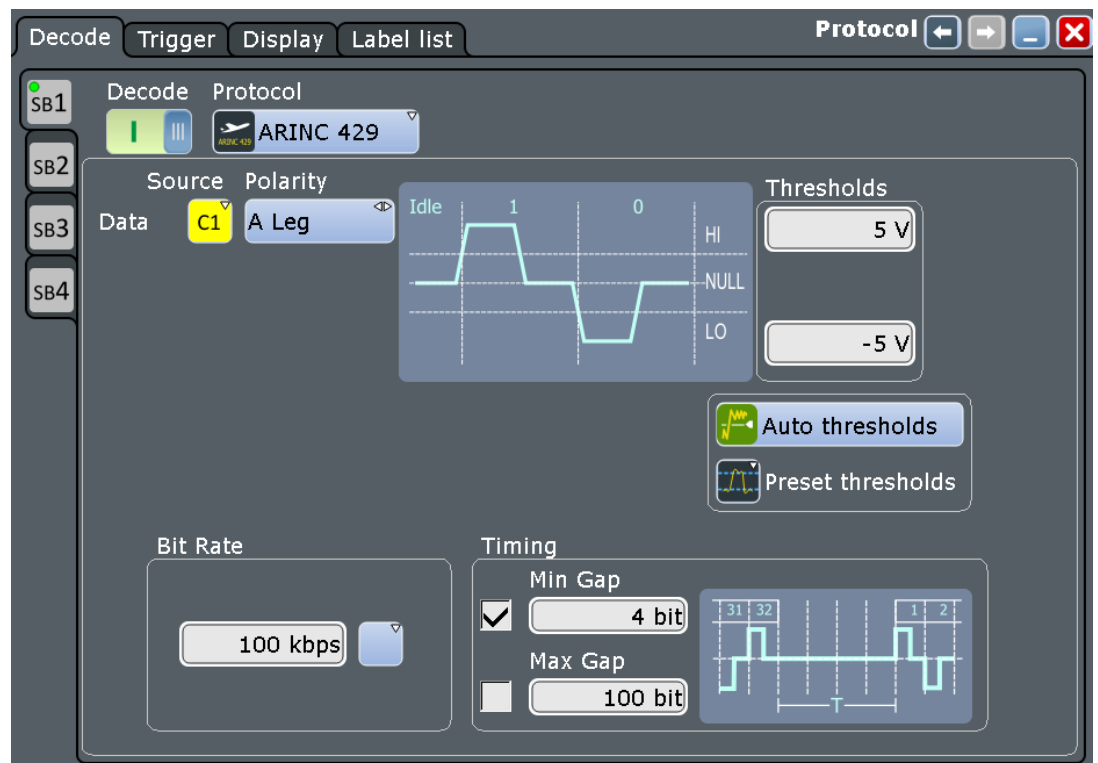 Decode Trigger Display Label list Protocol
SB1
SB2
SB3
SB4
Decode Protocol
ARINC 429 ARINC 429
Source Polarity
Data C1 A Leg
Idle 1 0
HI
NULL
LO
Thresholds
5 V
-5 V
Auto thresholds
Preset thresholds
Bit Rate
100 kbps
Timing
Min Gap
4 bit
Max Gap
100 bit
31 32 1 2
T